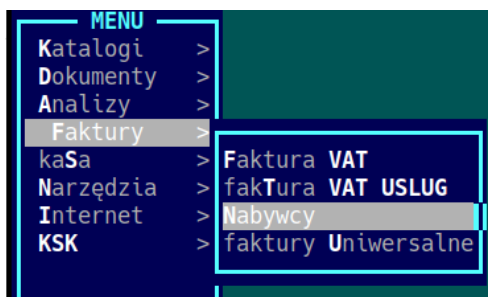 MENU
Katalogi >
Dokumenty >
Analizy >
Faktury >
kaSa >
Narzędzia >
Internet >
KSK >
Faktura VAT
fakTura VAT USLUG
Nabywcy
faktury Uniwersalne